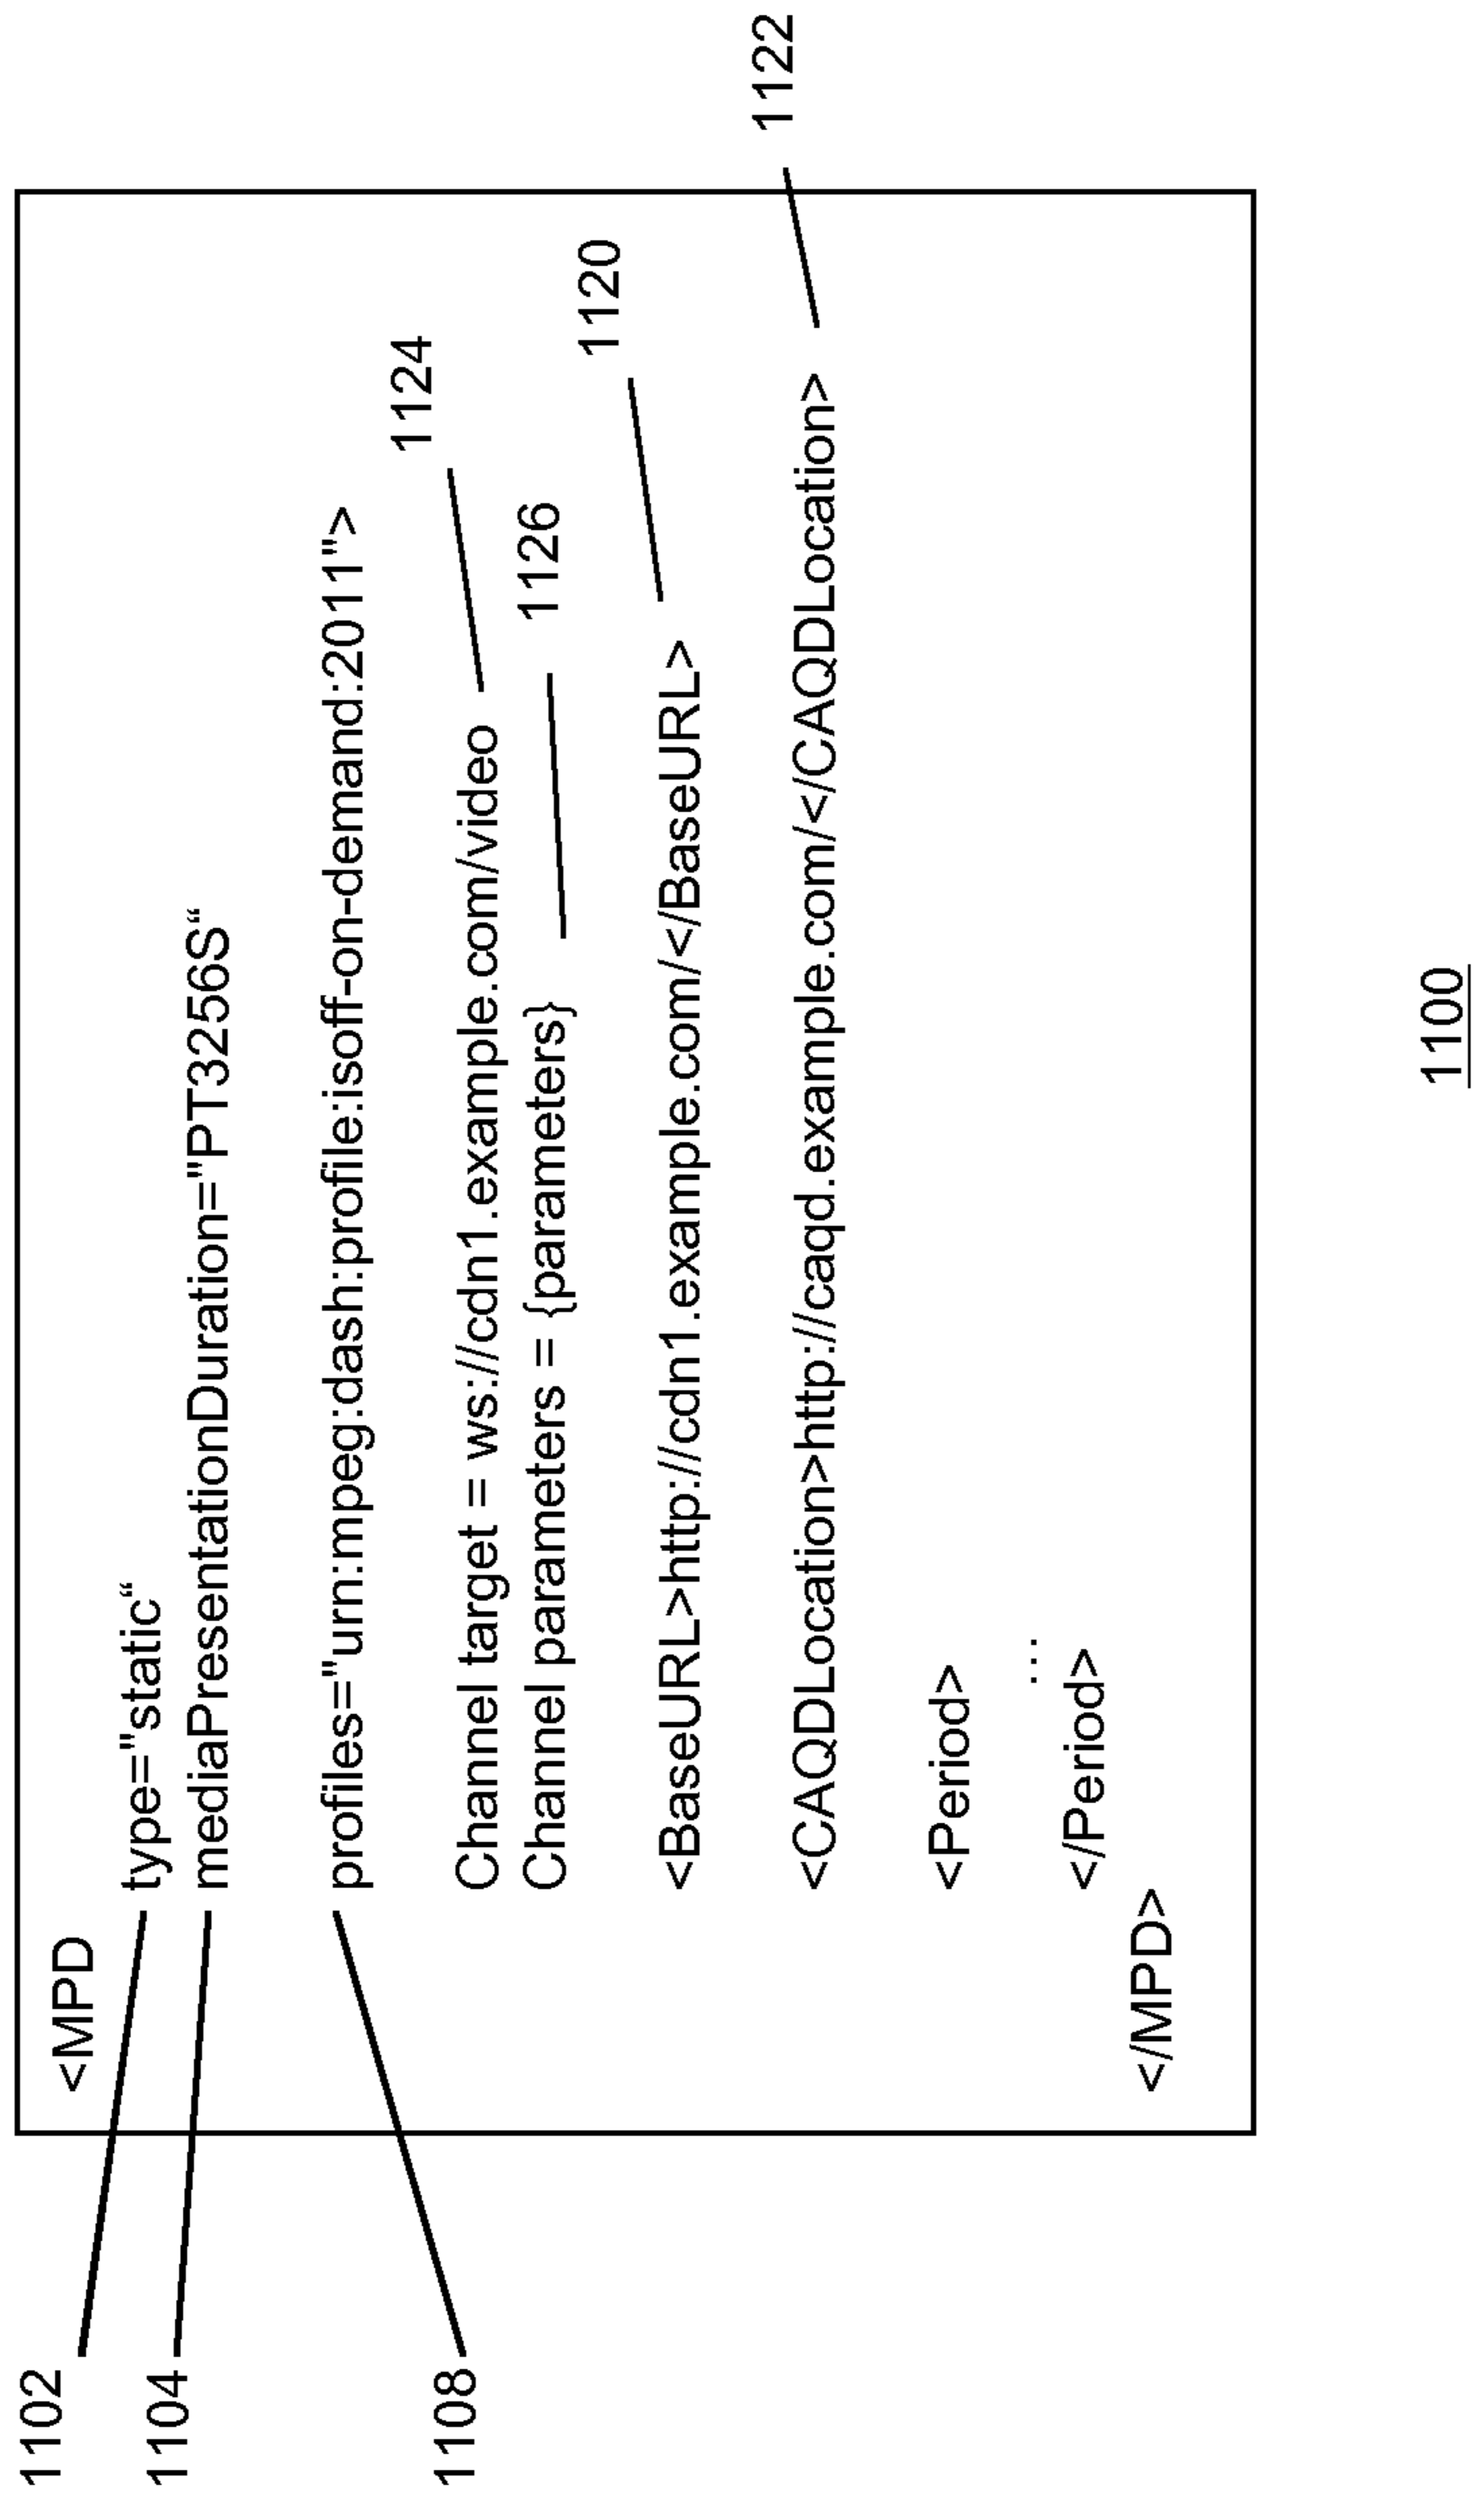 1102
<MPD
type="static“
1104
mediaPresentationDuration="PT3256S“
1108
profiles="urn:mpeg:dash:profile:isoff-on-demand:2011">
1124
Channel target = ws://cdn1.example.com/video
1126
Channel parameters = {parameters}
1120
<BaseURL>http://cdn1.example.com/</BaseURL>
1122
<CAQDLocation>http://caqd.example.com/</CAQDLocation>
<Period>
...
</Period>
</MPD>
1100